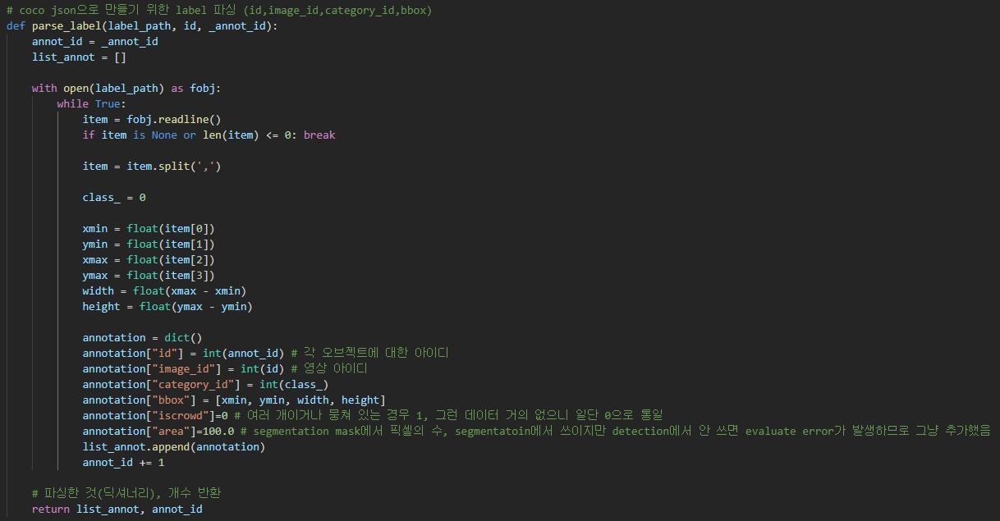 # coco json으로 만들기 위한 label 파싱 (id,image_id,category_id,bbox)
def parse_label(label_path, id, _annot_id):
    annot_id = _annot_id
    list_annot = []

    with open(label_path) as fobj:
        while True:
            item = fobj.readline()
            if item is None or len(item) <= 0: break

            item = item.split(',')

            class_ = 0

            xmin = float(item[0])
            ymin = float(item[1])
            xmax = float(item[2])
            ymax = float(item[3])
            width = float(xmax - xmin)
            height = float(ymax - ymin)

            annotation = dict()
            annotation["id"] = int(annot_id) # 각 오브젝트에 대한 아이디
            annotation["image_id"] = int(id) # 영상 아이디
            annotation["category_id"] = int(class_)
            annotation["bbox"] = [xmin, ymin, width, height]
            annotation["iscrowd"]=0 # 여러 개이거나 뭉쳐 있는 경우 1, 그런 데이터 거의 없으니 일단 0으로 통일
            annotation["area"]=100.0 # segmentation mask에서 픽셀의 수, segmentatoin에서 쓰이지만 detection에서 안 쓰면 evaluate error가 발생하므로 그냥 추가했음
            list_annot.append(annotation)
            annot_id += 1

    # 파싱한 것(딕셔너리), 개수 반환
    return list_annot, annot_id